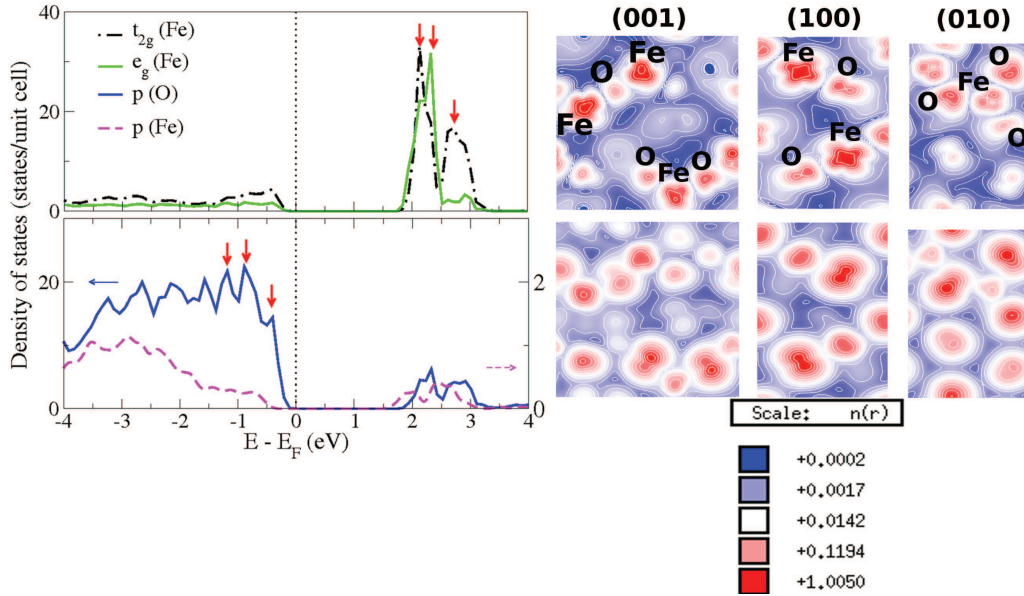 Density of states (states/unit cell)
40
20
0
t2g (Fe)
eg (Fe)
p (O)
p (Fe)
20
0
2
1
0
-4 -3 -2 -1 0 1 2 3 4
E - EF (eV)
(001) (100) (010)
Fe
O
Fe
O
Fe
O
Fe
O
Fe
O
O
Fe
O
Fe
O
O
Scale: n(r)
+0.0002
+0.0017
+0.0142
+0.1194
+1.0050